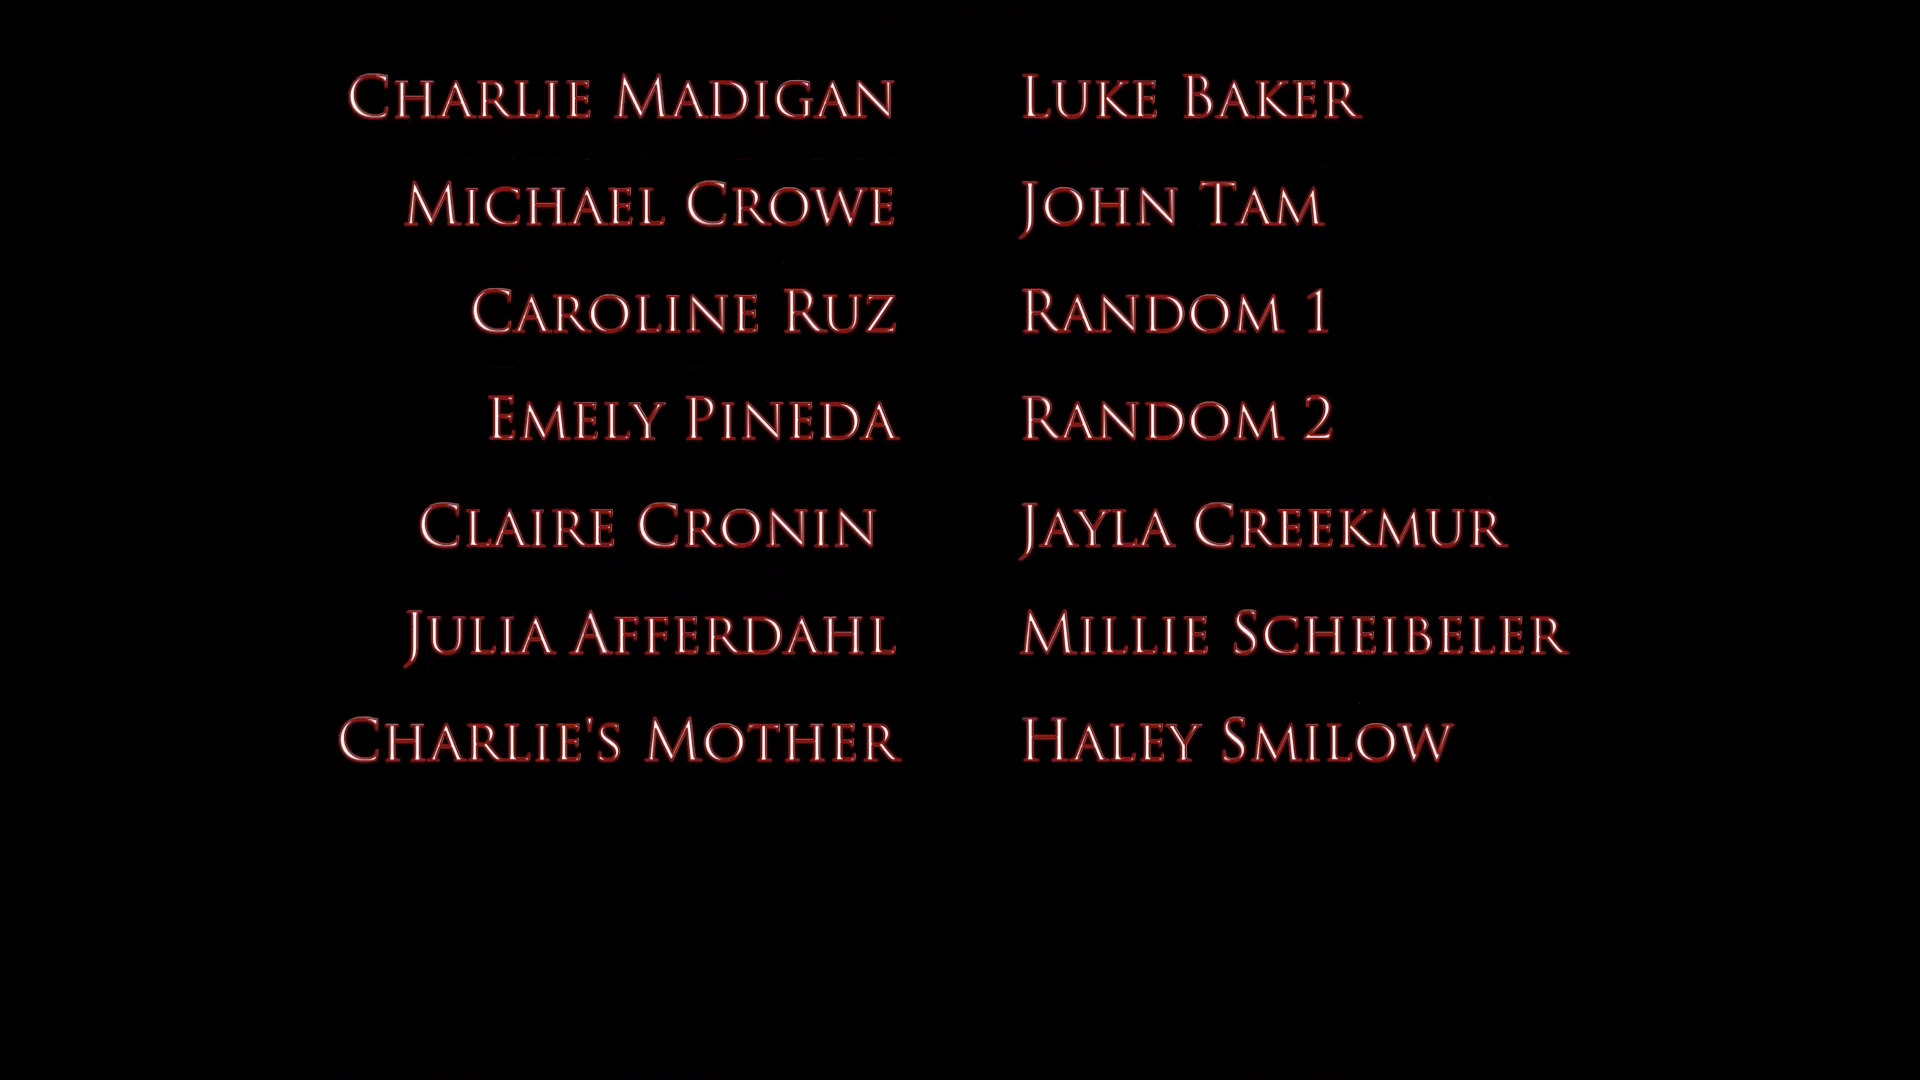 Charlie Madigan Luke Baker
Michael Crowe John Tam
Caroline Ruz Random 1
Emely Pineda Random 2
Claire Cronin Jayla Creekmur
Julia Afferdahl Millie Scheibeler
Charlie's Mother Haley Smilow